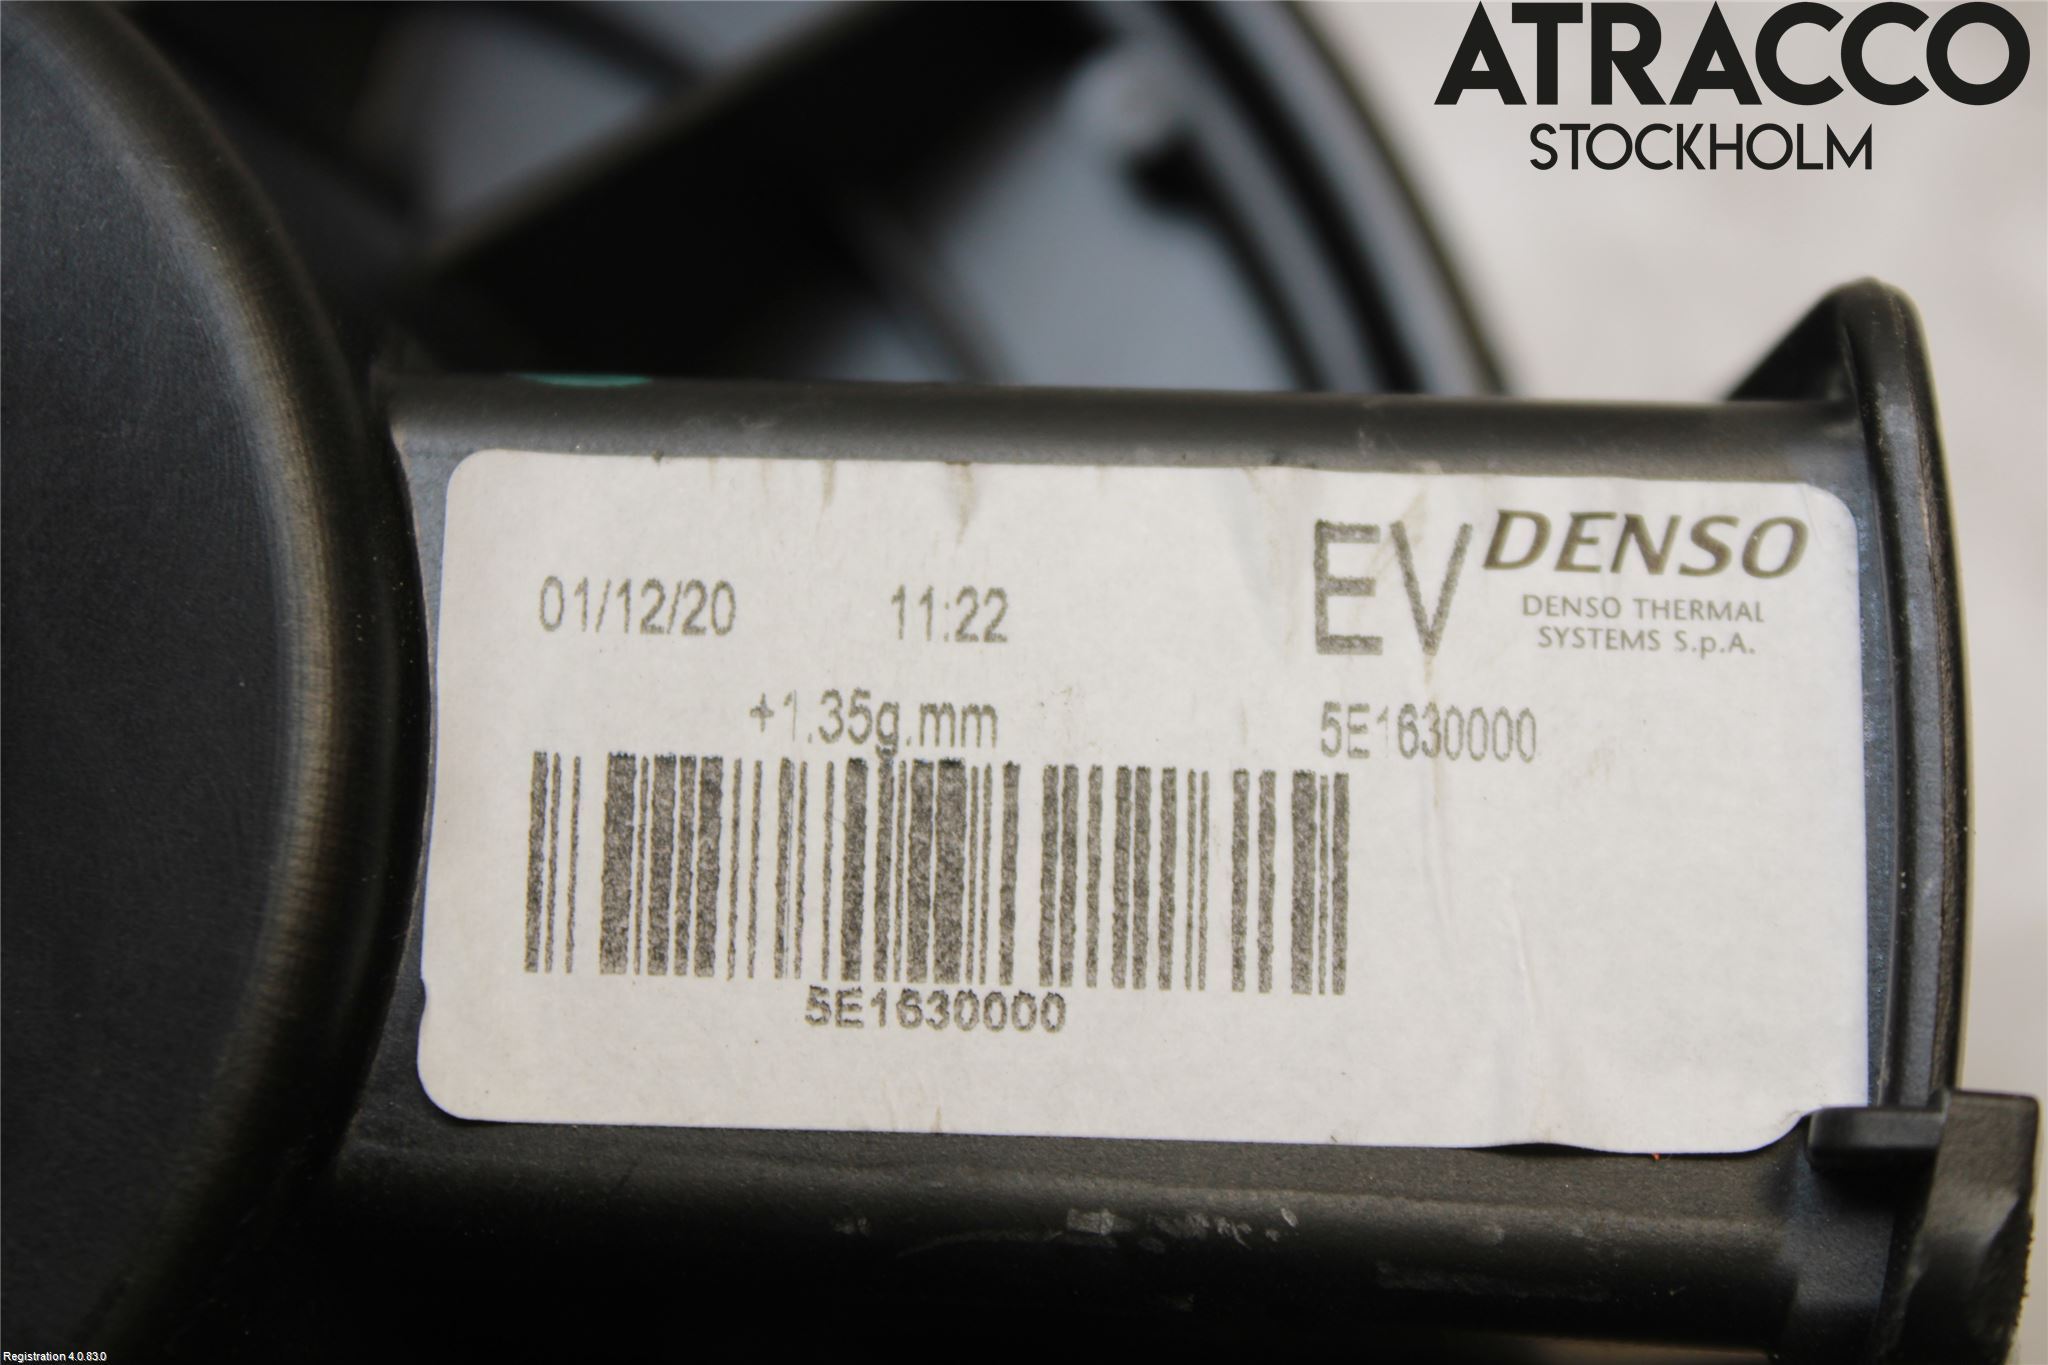 ATRACCO
STOCKHOLM
01/12/20 11:22 EV DENSO
DENSO THERMAL
SYSTEMS S.p.A.
+1.35g.mm 5E1630000
5E1630000
Registration 4.0.83.0